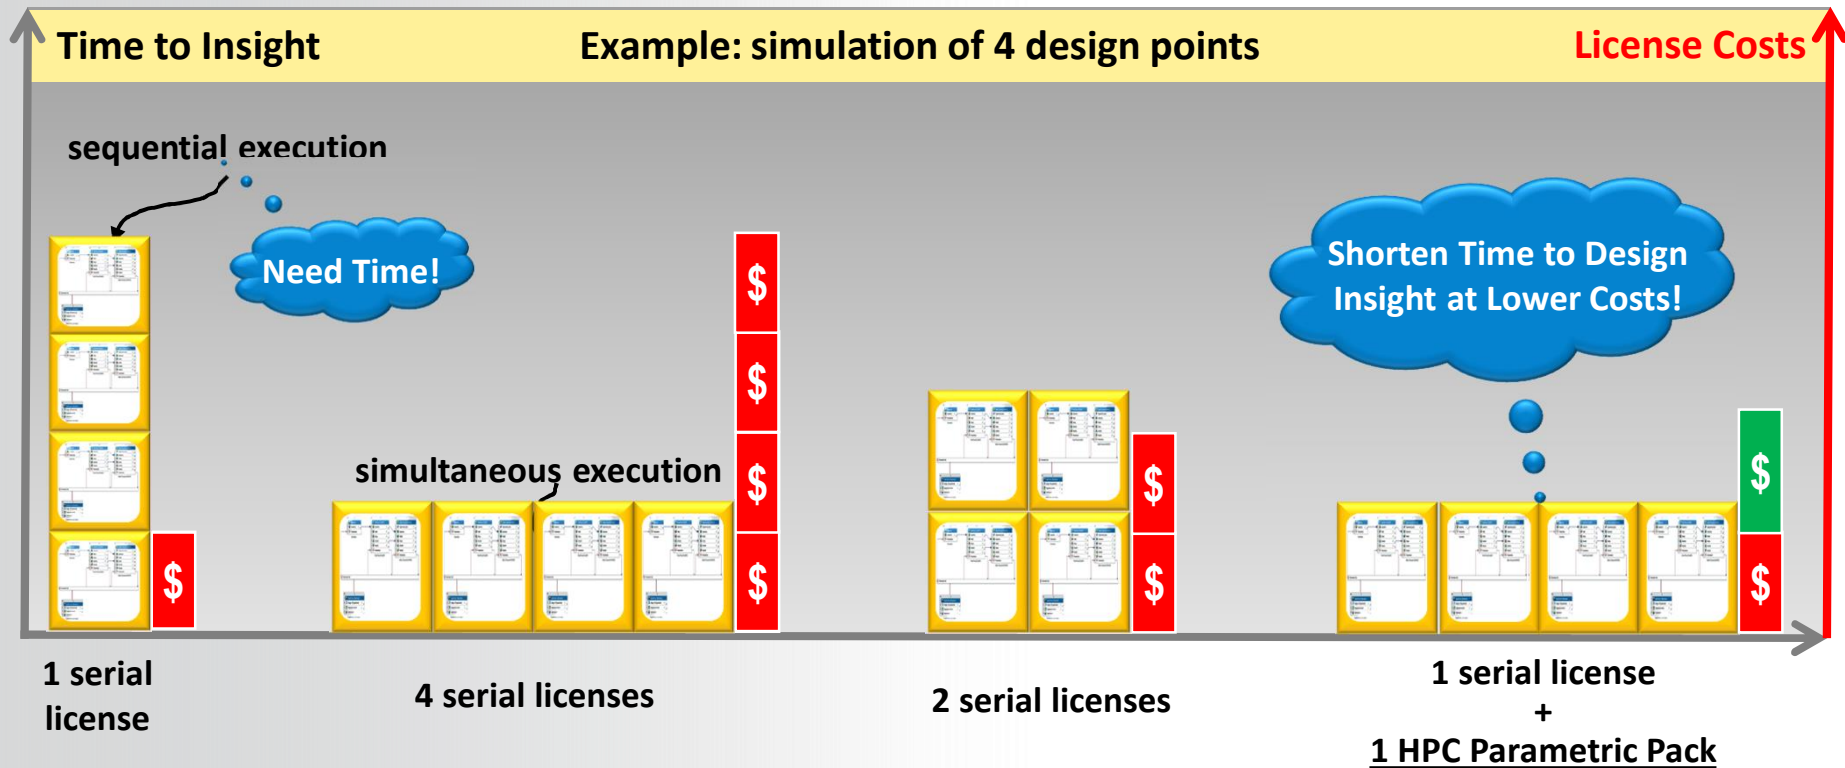 Time to Insight
Example: simulation of 4 design points
License Costs
sequential execution
Need Time!
Shorten Time to Design
Insight at Lower Costs!
simultaneous execution
$
$
$
$
$
$
$
$
$
1 serial
license
4 serial licenses
2 serial licenses
1 serial license
+
1 HPC Parametric Pack